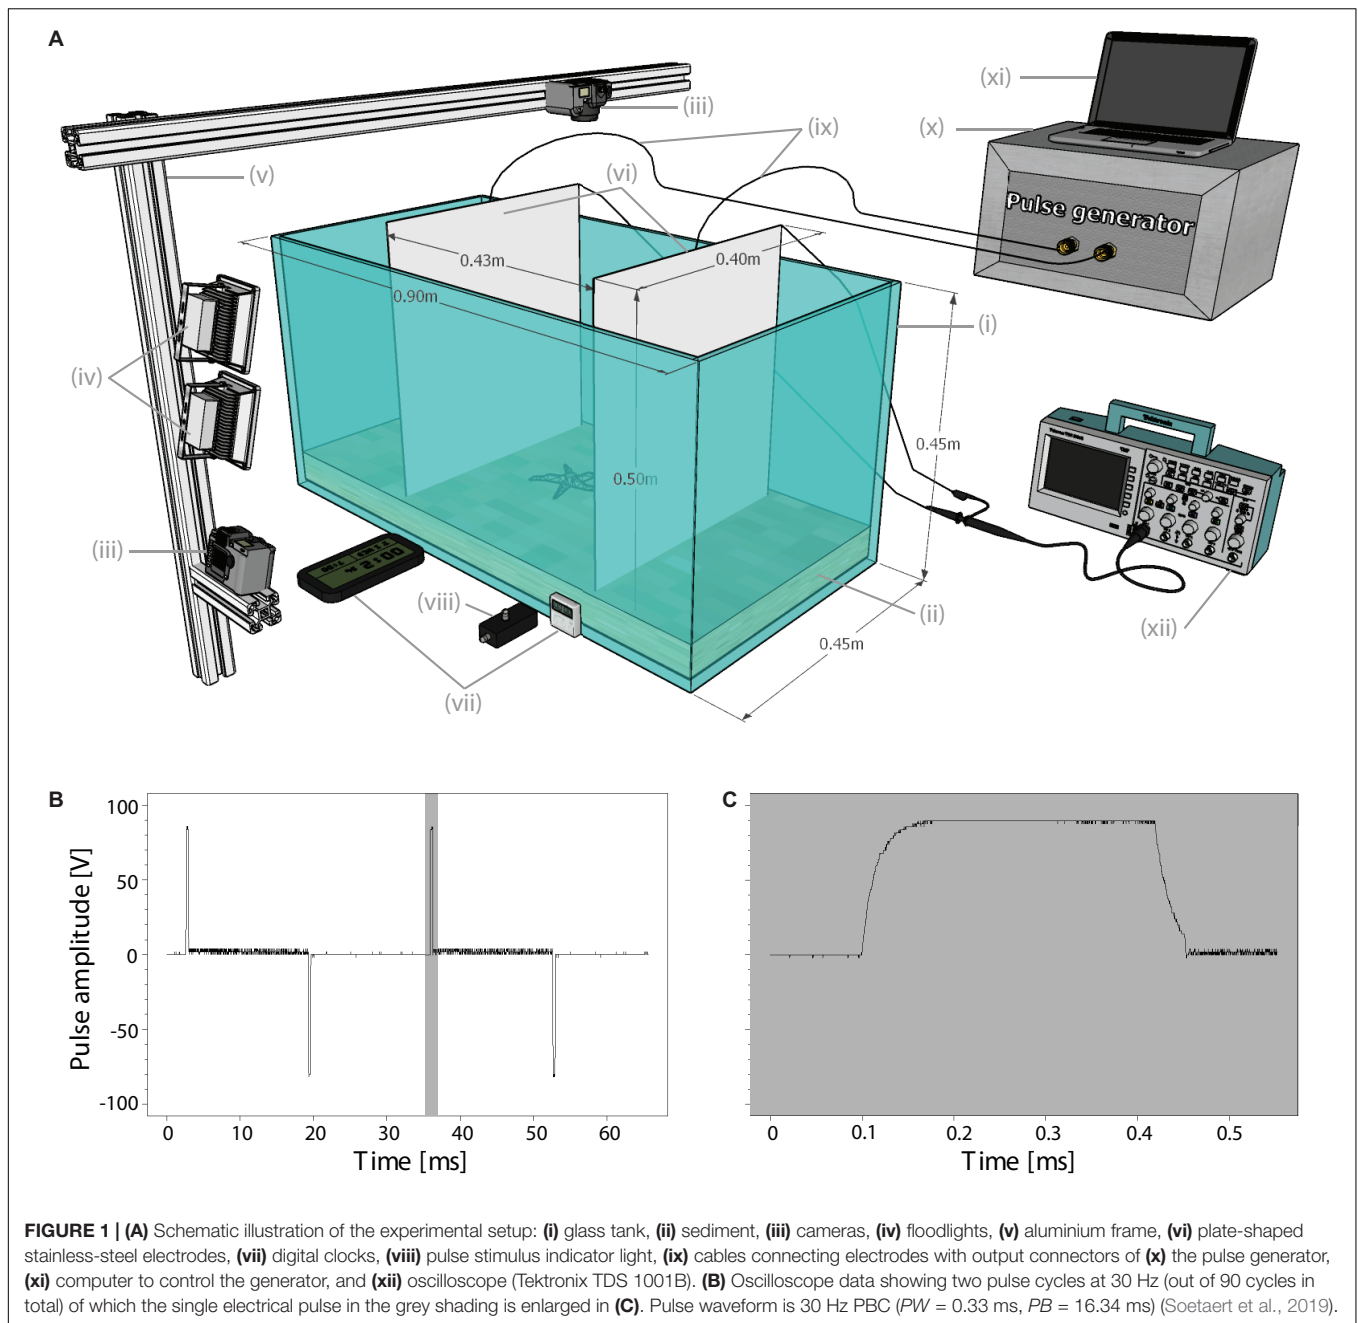 A
(iii)
(xi)
(x)
(ix)
(v)
(vi)
Pulse generator
0.43m
0.40m
0.90m
(i)
(iv)
0.45m
0.50m
(iii)
(viii)
(ii)
0.45m
(xii)
(vii)
B
C
100
50
0
-50
-100
Pulse amplitude [V]
0 10 20 30 40 50 60
Time [ms]
0 0.1 0.2 0.3 0.4 0.5
Time [ms]
FIGURE 1 | (A) Schematic illustration of the experimental setup: (i) glass tank, (ii) sediment, (iii) cameras, (iv) floodlights, (v) aluminium frame, (vi) plate-shaped
stainless-steel electrodes, (vii) digital clocks, (viii) pulse stimulus indicator light, (ix) cables connecting electrodes with output connectors of (x) the pulse generator,
(xi) computer to control the generator, and (xii) oscilloscope (Tektronix TDS 1001B). (B) Oscilloscope data showing two pulse cycles at 30 Hz (out of 90 cycles in
total) of which the single electrical pulse in the grey shading is enlarged in (C). Pulse waveform is 30 Hz PBC (PW = 0.33 ms, PB = 16.34 ms) (Soetaert et al., 2019).